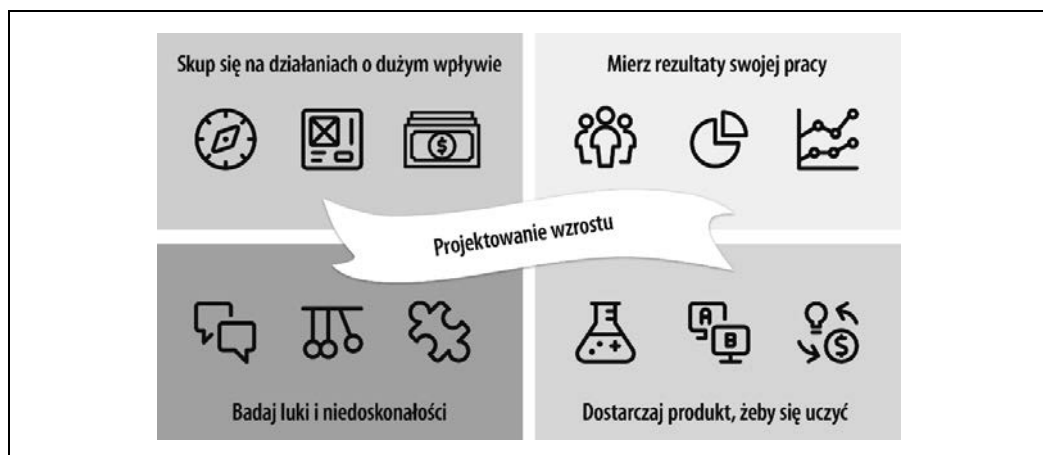 Skup się na działaniach o dużym wpływie
Mierz rezultaty swojej pracy
Projektowanie wzrostu
A
B
Badaj luki i niedoskonałości
Dostarczaj produkt, żeby się uczyć